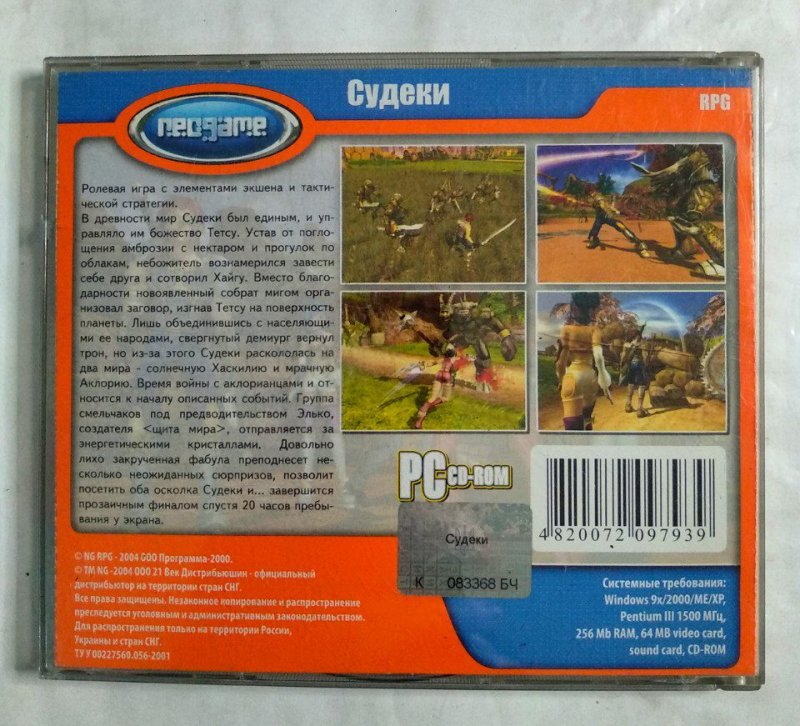 Судеки
RPG
neogame
Ролевая игра с элементами экшена и такти-
ческой стратегии.
В древности мир Судеки был единым, и уп-
равляло им божество Тетсу. Устав от погло-
щения амброзии с нектаром и прогулок по
облакам, небожитель вознамерился завести
себе друга и сотворил Хайгу. Вместо благо-
дарности новоявленный собрат мигом орга-
низовал заговор, изгнав Тетсу на поверхность
планеты. Лишь объединившись с населяющи-
ми ее народами, свергнутый демиург вернул
трон, но из-за этого Судеки раскололась на
два мира - солнечную Хаскилию и мрачную
Аклорию. Время войны с аклорианцами и от-
носится к началу описанных событий. Группа
смельчаков под предводительством Элько,
создателя <щита мира>, отправляется за
энергетическими кристаллами. Довольно
лихо закрученная фабула преподнесет не-
сколько неожиданных сюрпризов, позволит
посетить оба осколка Судеки и... завершится
прозаичным финалом спустя 20 часов пребы-
вания у экрана.
PC CD-ROM
4 820072 097939
Судеки
К 083368 БЧ
© NG RPG - 2004 ООО Программа-2000.
© TM NG -2004 ООО 21 Век Дистрибьюшин - официальный
дистрибьютор на территории стран СНГ.
Все права защищены. Незаконное копирование и распространение
преследуется уголовным и административным законодательством.
Для распространения только на территории России,
Украины и стран СНГ.
ТУ У 00227560.056-2001
Системные требования:
Windows 9x/2000/ME/XP,
Pentium III 1500 МГц,
256 Mb RAM, 64 MB video card,
sound card, CD-ROM